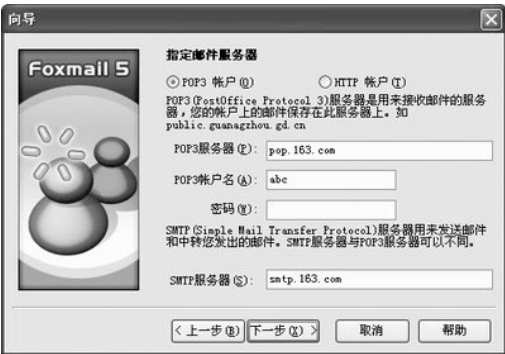 向导
Foxmail 5
指定邮件服务器
POP3 帐户(O)
HTTP 帐户(T)
POP3(PostOffice Protocol 3)服务器是用来接收邮件的服务
器，您的帐户上的邮件保存在此服务器上。如
public.guanagzhou.gd.cn
POP3服务器(P): pop.163.com
POP3帐户名(A): abc
密码(W):
SMTP(Simple Mail Transfer Protocol)服务器用来发送邮件
和中转您发出的邮件。SMTP服务器与POP3服务器可以不同。
SMTP服务器(S): smtp.163.com
<上一步(B) 下一步(X) > 取消 帮助